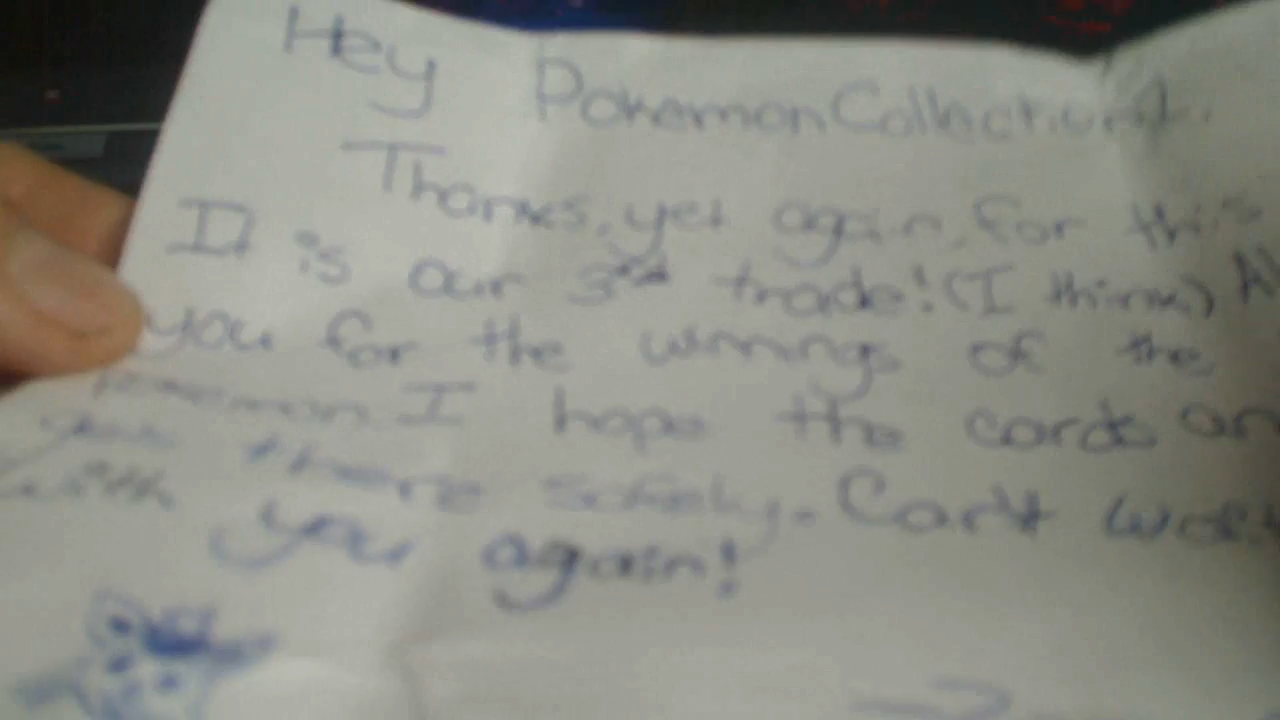 Hey PokemonCollector
Thanks, yet again, for this
It is our 3rd trade! (I think)
you for the winnings of the
Pokemon I hope the cards
you there safely. Can't wait
with you again!